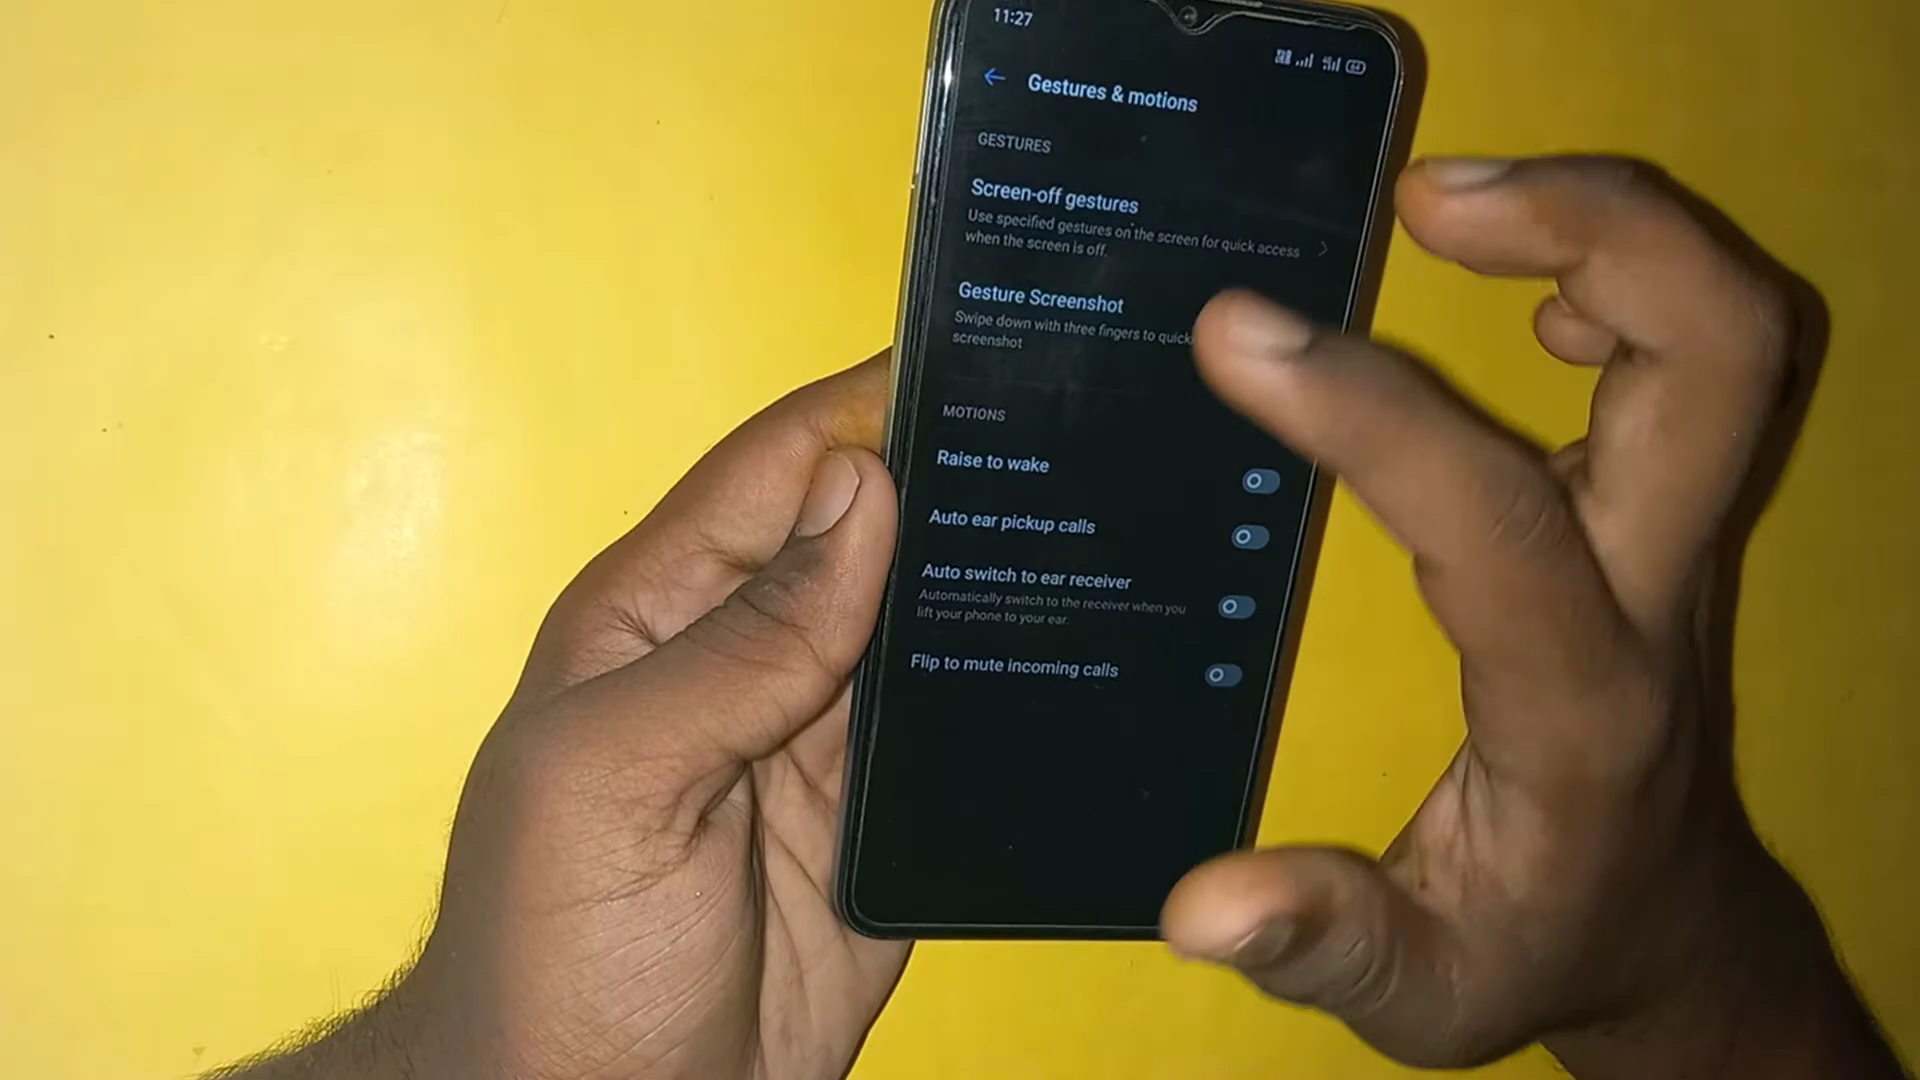 11:27
Gestures & motions
GESTURES
Screen-off gestures
Use specified gestures on the screen for quick access
when the screen is off.
Gesture Screenshot
Swipe down with three fingers to
screenshot
MOTIONS
Raise to wake
Auto ear pickup calls
Auto switch to ear receiver
Automatically switch to the receiver when you
lift your phone to your ear.
Flip to mute incoming calls